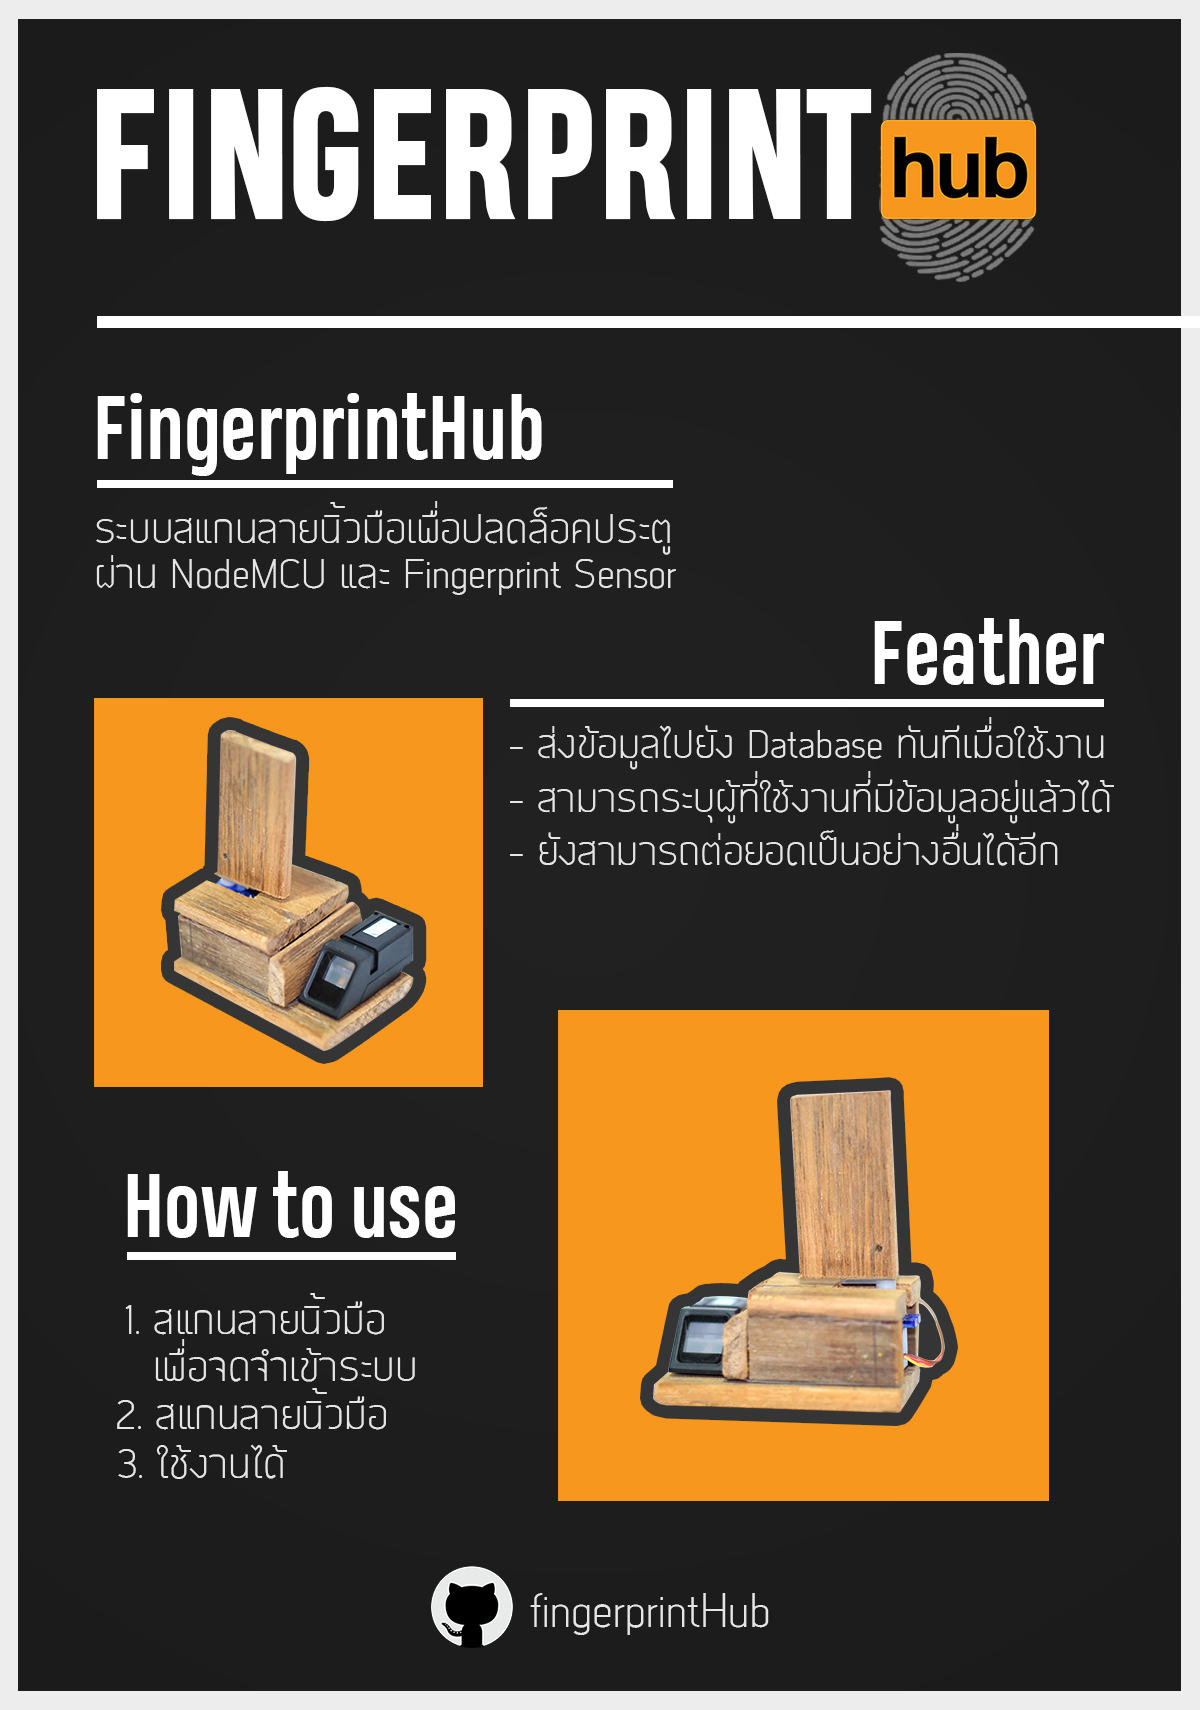 FINGERPRINT hub
FingerprintHub
ระบบสแกนลายนิ้วมือเพื่อปลดล็อคประตู
ผ่าน NodeMCU และ Fingerprint Sensor
Feather
- ส่งข้อมูลไปยัง Database ทันทีเมื่อใช้งาน
- สามารถระบุผู้ที่ใช้งานที่มีข้อมูลอยู่แล้วได้
- ยังสามารถต่อยอดเป็นอย่างอื่นได้อีก
How to use
1. สแกนลายนิ้วมือ
เพื่อจดจำเข้าระบบ
2. สแกนลายนิ้วมือ
3. ใช้งานได้
fingerprintHub